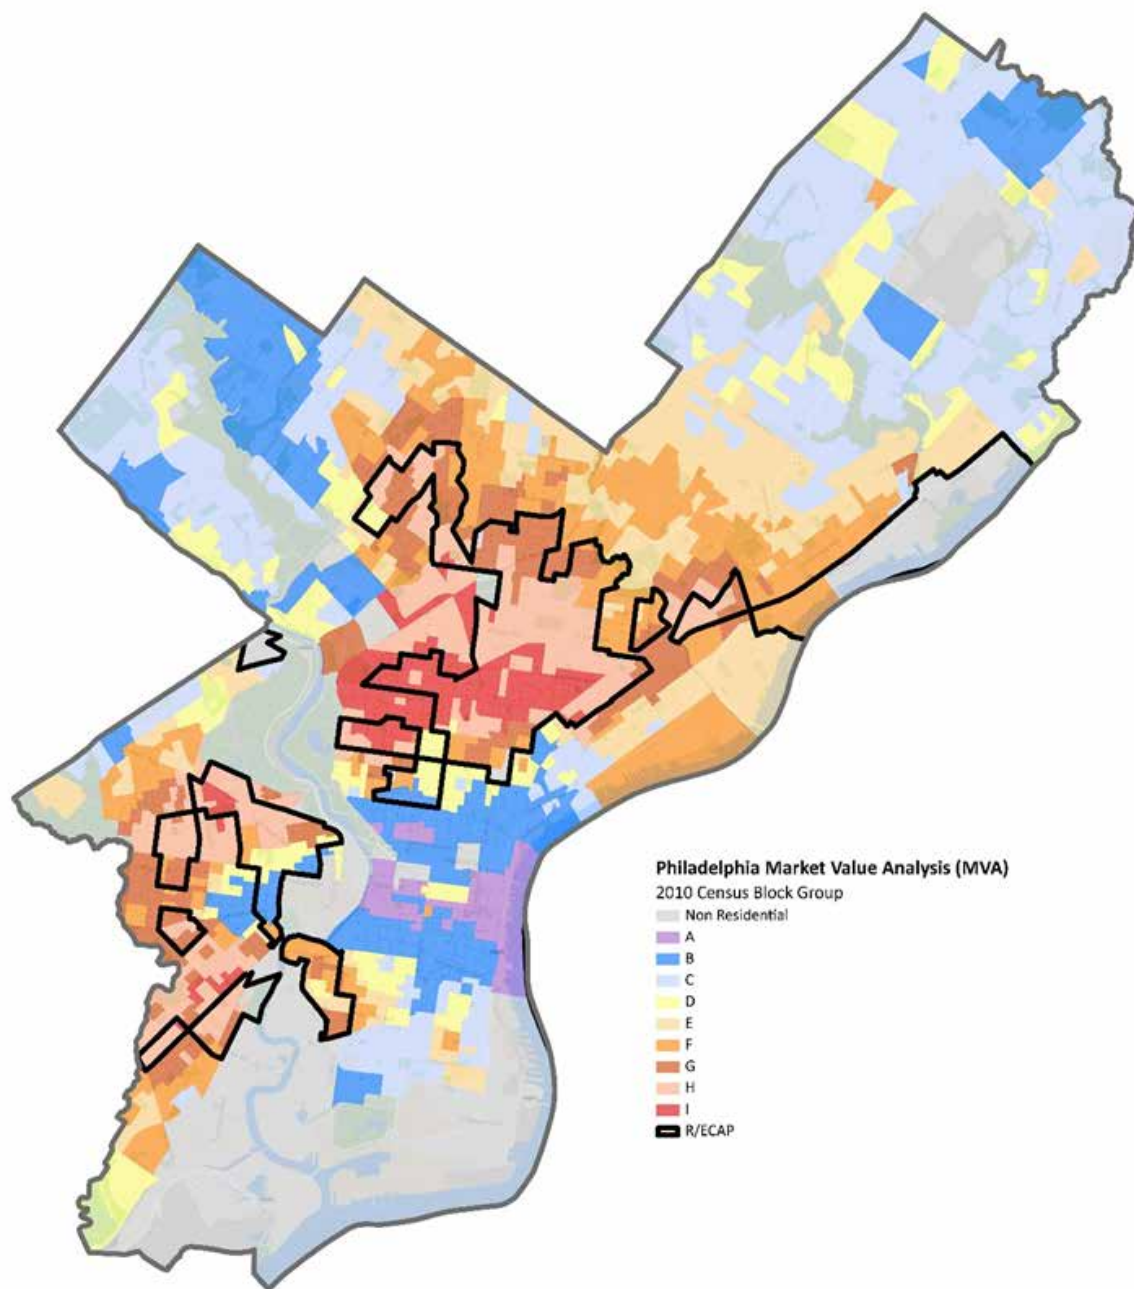 Philadelphia Market Value Analysis (MVA)
2010 Census Block Group
Non Residential
A
B
C
D
E
F
G
H
I
R/ECAP